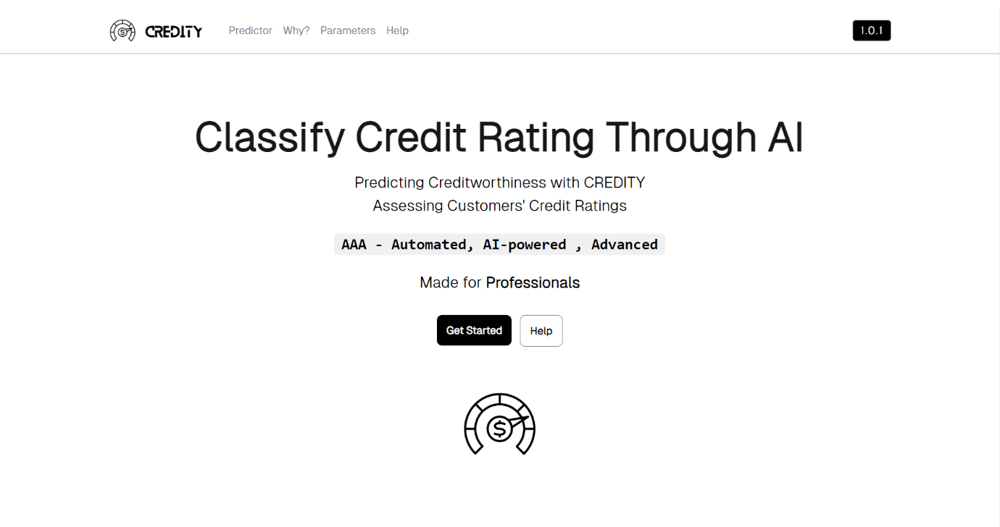 CREDITY Predictor Why? Parameters Help 1.0.1
Classify Credit Rating Through AI
Predicting Creditworthiness with CREDITY
Assessing Customers' Credit Ratings
AAA - Automated, AI-powered , Advanced
Made for Professionals
Get Started Help
$